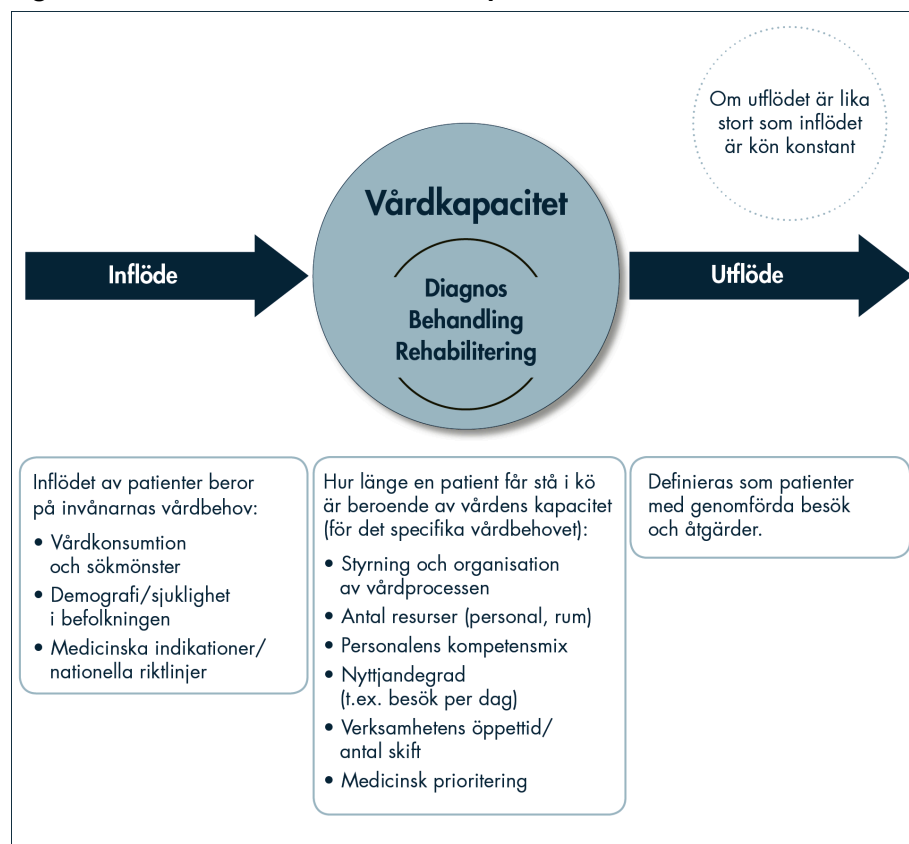 Om utflödet är lika
stort som inflödet
är kön konstant
Vårdkapacitet
Inflöde
Diagnos
Behandling
Rehabilitering
Utflöde
Inflödet av patienter beror
på invånarnas vårdbehov:
• Vårdkonsumtion
och sökmönster
• Demografi/sjuklighet
i befolkningen
• Medicinska indikationer/
nationella riktlinjer
Hur länge en patient får stå i kö
är beroende av vårdens kapacitet
(för det specifika vårdbehovet):
• Styrning och organisation
av vårdprocessen
• Antal resurser (personal, rum)
• Personalens kompetensmix
• Nyttjandegrad
(t.ex. besök per dag)
• Verksamhetens öppettid/
antal skift
• Medicinsk prioritering
Definieras som patienter
med genomförda besök
och åtgärder.